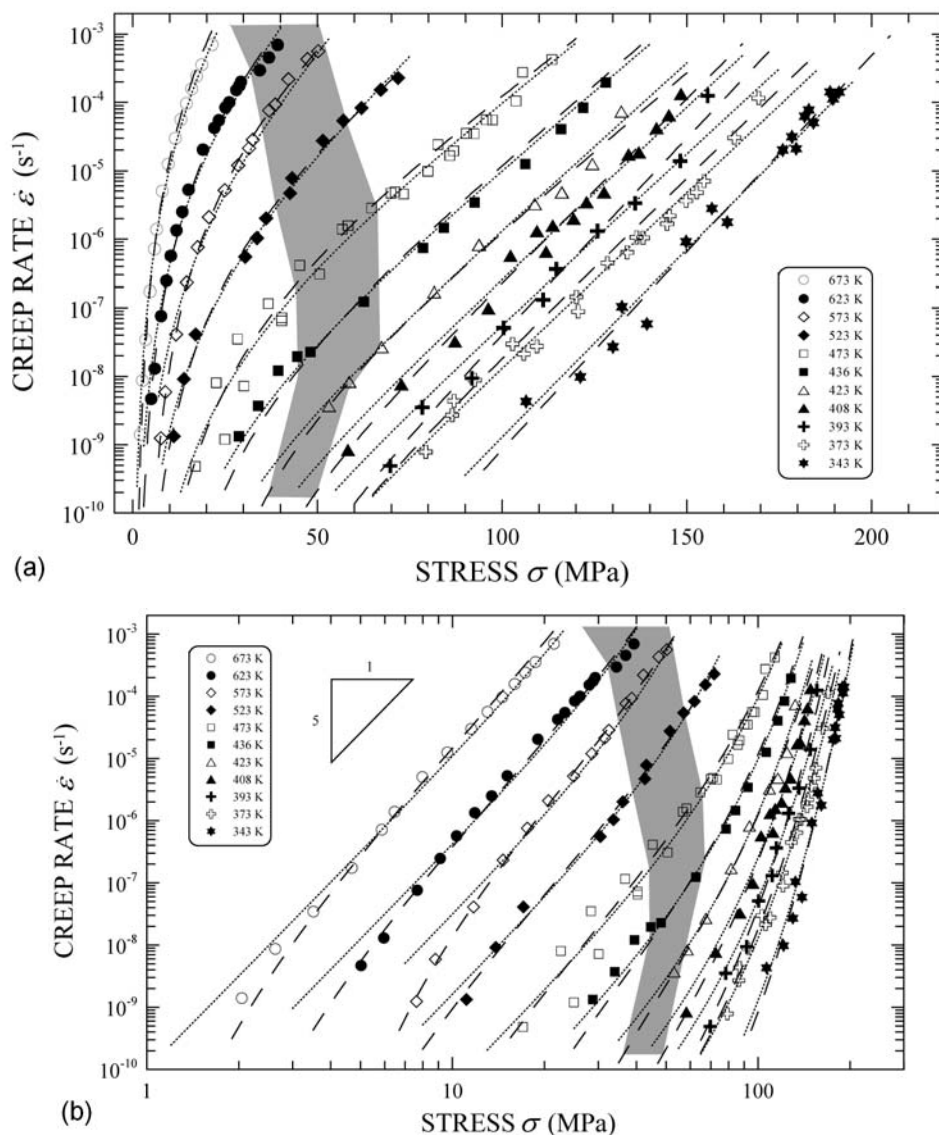 10⁻³
10⁻⁴
10⁻⁵
10⁻⁶
10⁻⁷
10⁻⁸
10⁻⁹
10⁻¹⁰
CREEP RATE ε̇ (s⁻¹)
673 K
623 K
573 K
523 K
473 K
436 K
423 K
408 K
393 K
373 K
343 K
0 50 100 150 200
STRESS σ (MPa)
(a)
10⁻³
10⁻⁴
10⁻⁵
10⁻⁶
10⁻⁷
10⁻⁸
10⁻⁹
10⁻¹⁰
CREEP RATE ε̇ (s⁻¹)
673 K
623 K
573 K
523 K
473 K
436 K
423 K
408 K
393 K
373 K
343 K
1
5
1 10 100
STRESS σ (MPa)
(b)